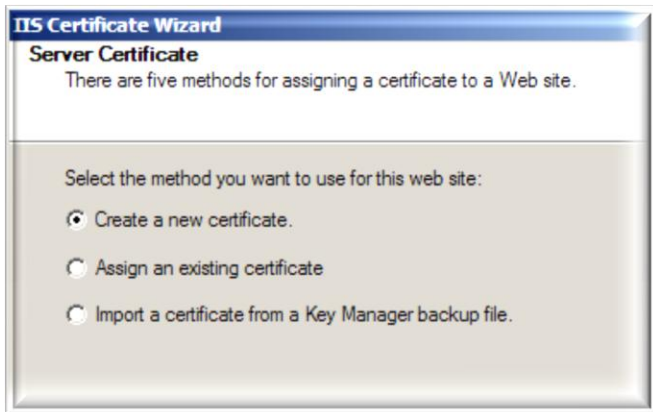 IIS Certificate Wizard
Server Certificate
There are five methods for assigning a certificate to a Web site.
Select the method you want to use for this web site:
Create a new certificate.
Assign an existing certificate
Import a certificate from a Key Manager backup file.